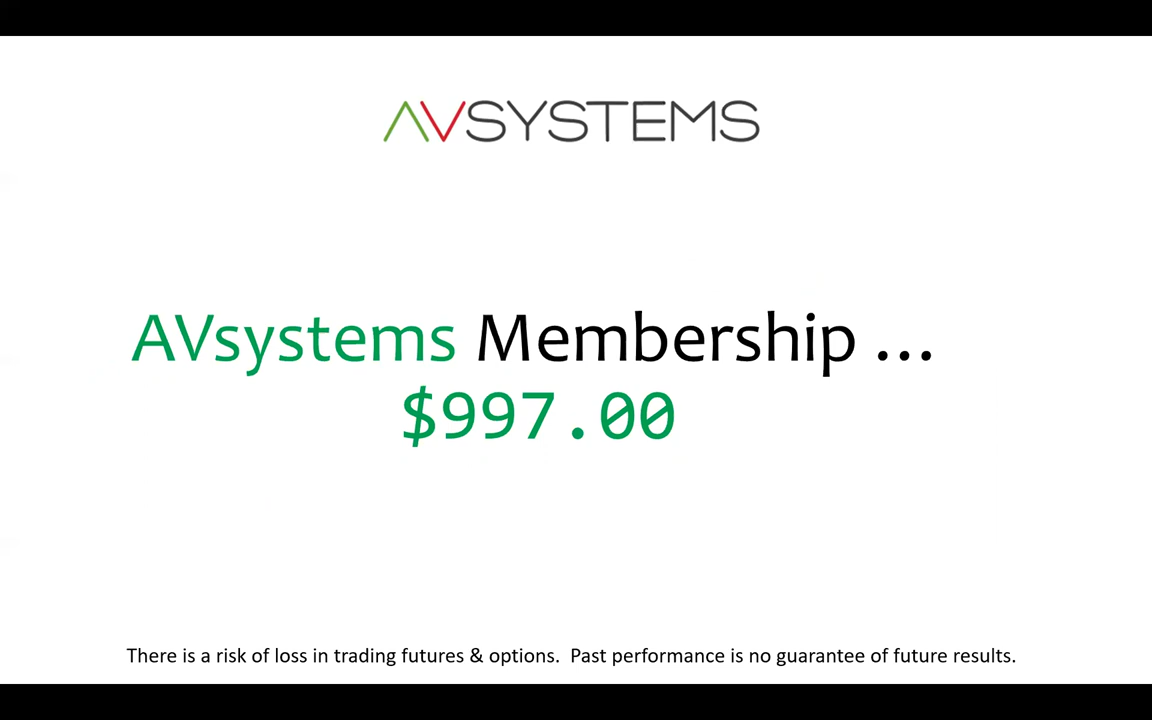 AVSYSTEMS
AVsystems Membership ...
$997.00
There is a risk of loss in trading futures & options.  Past performance is no guarantee of future results.